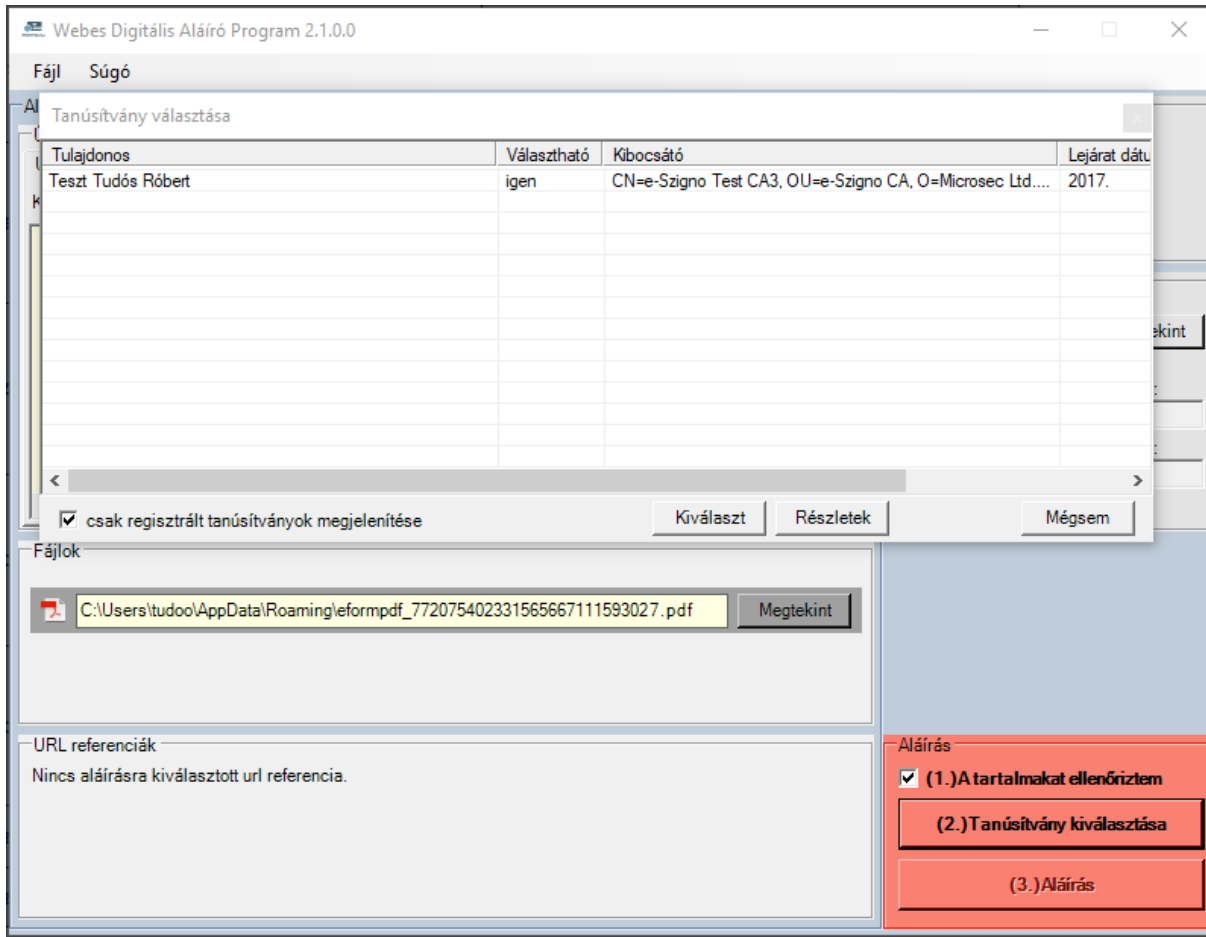 Webes Digitális Aláíró Program 2.1.0.0
Fájl Súgó
Tanúsítvány választása
Tulajdonos Választható Kibocsátó Lejárat dátu
Teszt Tudós Róbert igen CN=e-Szigno Test CA3, OU=e-Szigno CA, O=Microsec Ltd.... 2017.
ekint
csak regisztrált tanúsítványok megjelenítése Kiválaszt Részletek Mégsem
Fájlok
C:\Users\tudoo\AppData\Roaming\eformpdf_772075402331565667111593027.pdf Megtekint
URL referenciák
Nincs aláírásra kiválasztott url referencia.
Aláírás
(1.)A tartalmakat ellenőriztem
(2.)Tanúsítvány kiválasztása
(3.)Aláírás